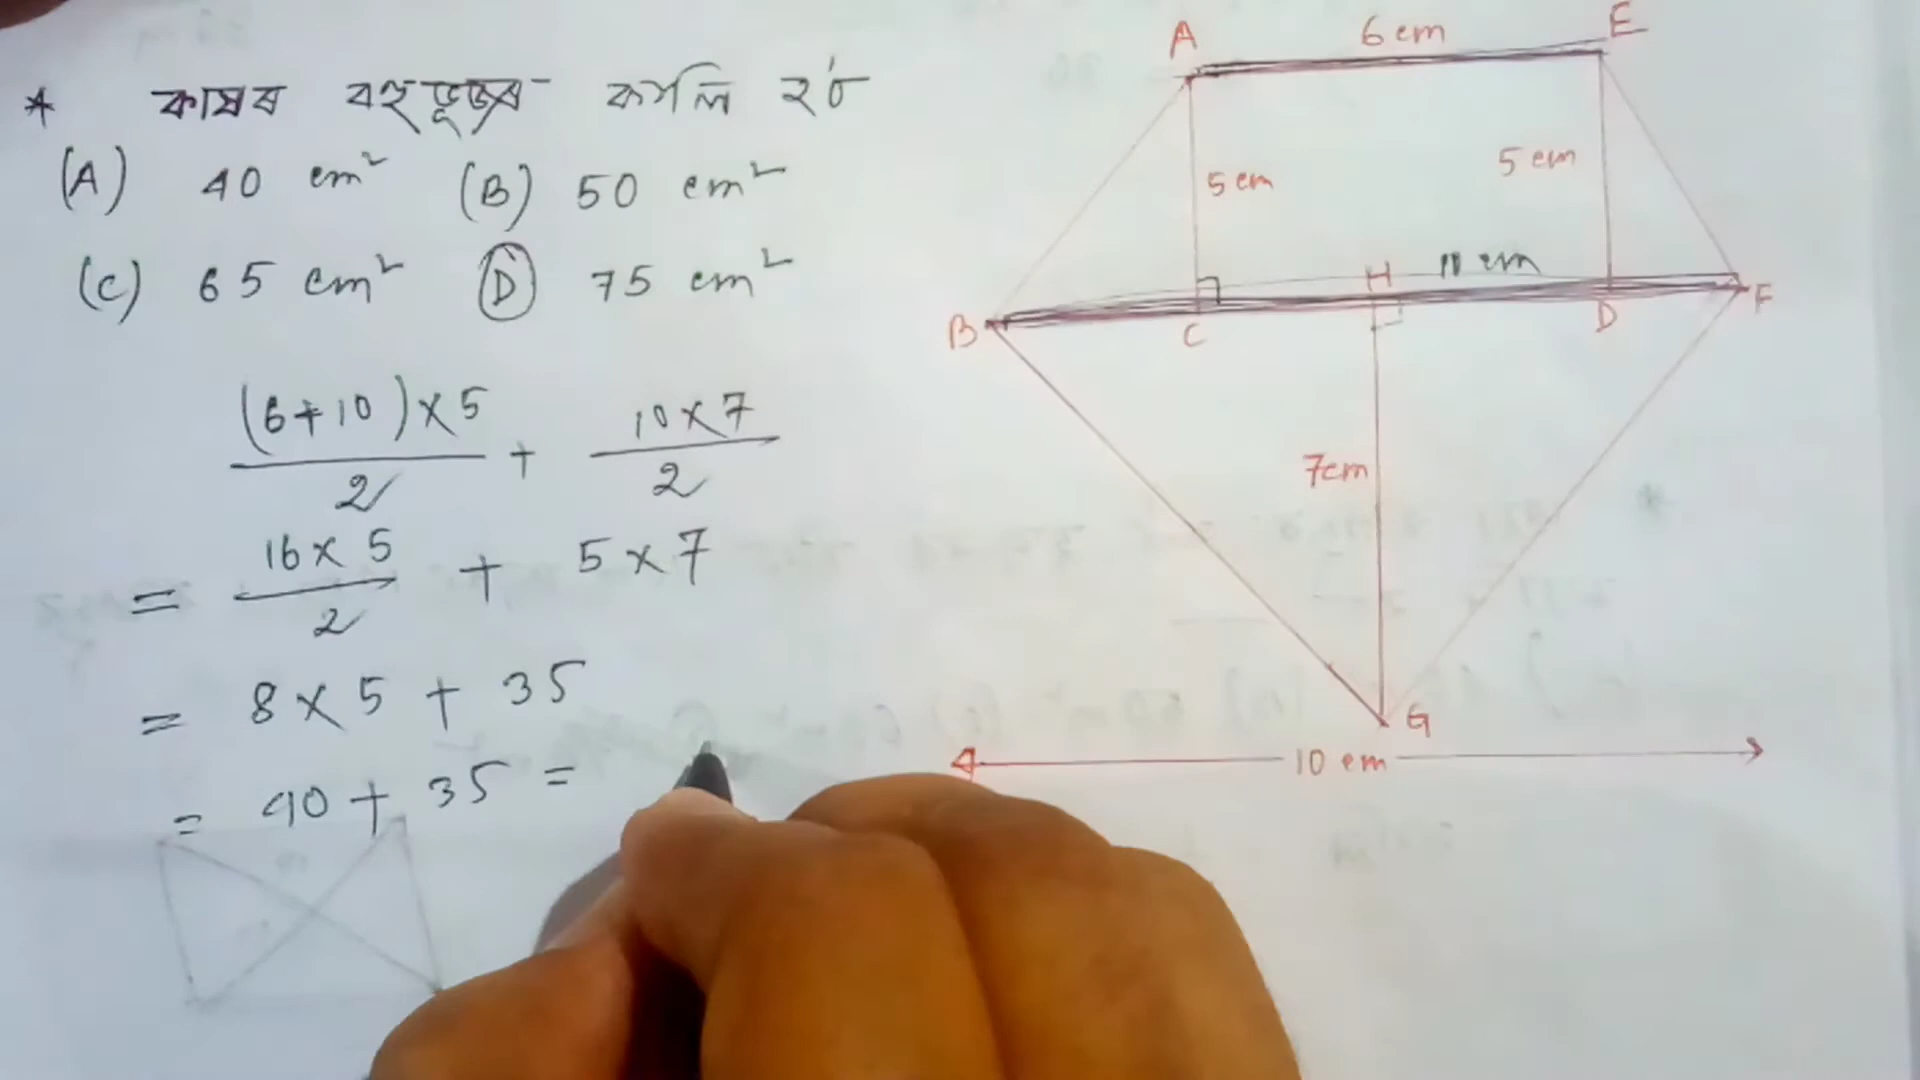 * কাষৰ বহুভূজৰ কালি হ'ব
(A) 40 cm² (B) 50 cm²
(C) 65 cm² (D) 75 cm²
(6+10)×5/2 + 10×7/2
= 16×5/2 + 5×7
= 8×5 + 35
= 40 + 35 =
A 6 cm E
5 cm 5 cm
H 10 cm
B C D F
7cm
G
10 cm